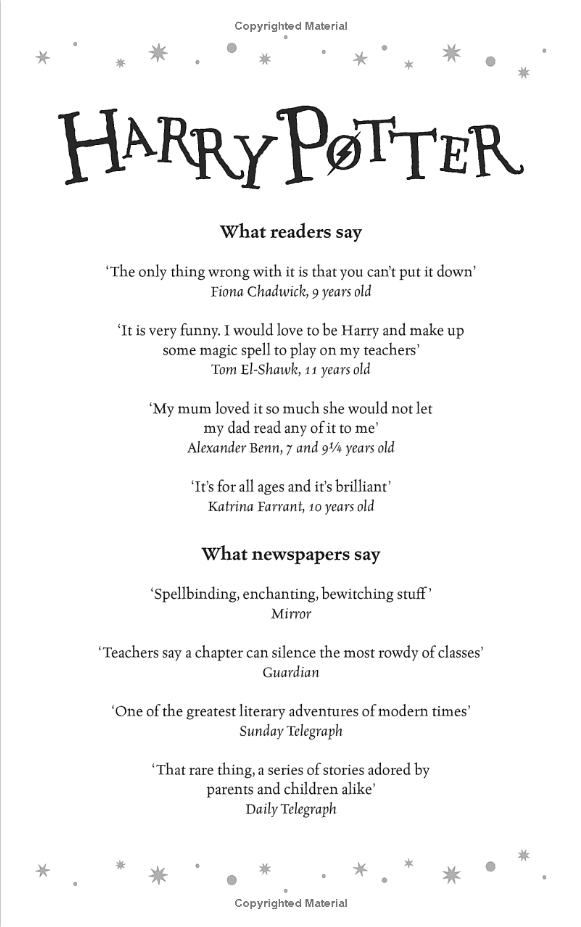 Copyrighted Material
HARRY POTTER
What readers say
‘The only thing wrong with it is that you can’t put it down’
Fiona Chadwick, 9 years old
‘It is very funny. I would love to be Harry and make up
some magic spell to play on my teachers’
Tom El-Shawk, 11 years old
‘My mum loved it so much she would not let
my dad read any of it to me’
Alexander Benn, 7 and 9¼ years old
‘It’s for all ages and it’s brilliant’
Katrina Farrant, 10 years old
What newspapers say
‘Spellbinding, enchanting, bewitching stuff’
Mirror
‘Teachers say a chapter can silence the most rowdy of classes’
Guardian
‘One of the greatest literary adventures of modern times’
Sunday Telegraph
‘That rare thing, a series of stories adored by
parents and children alike’
Daily Telegraph
Copyrighted Material